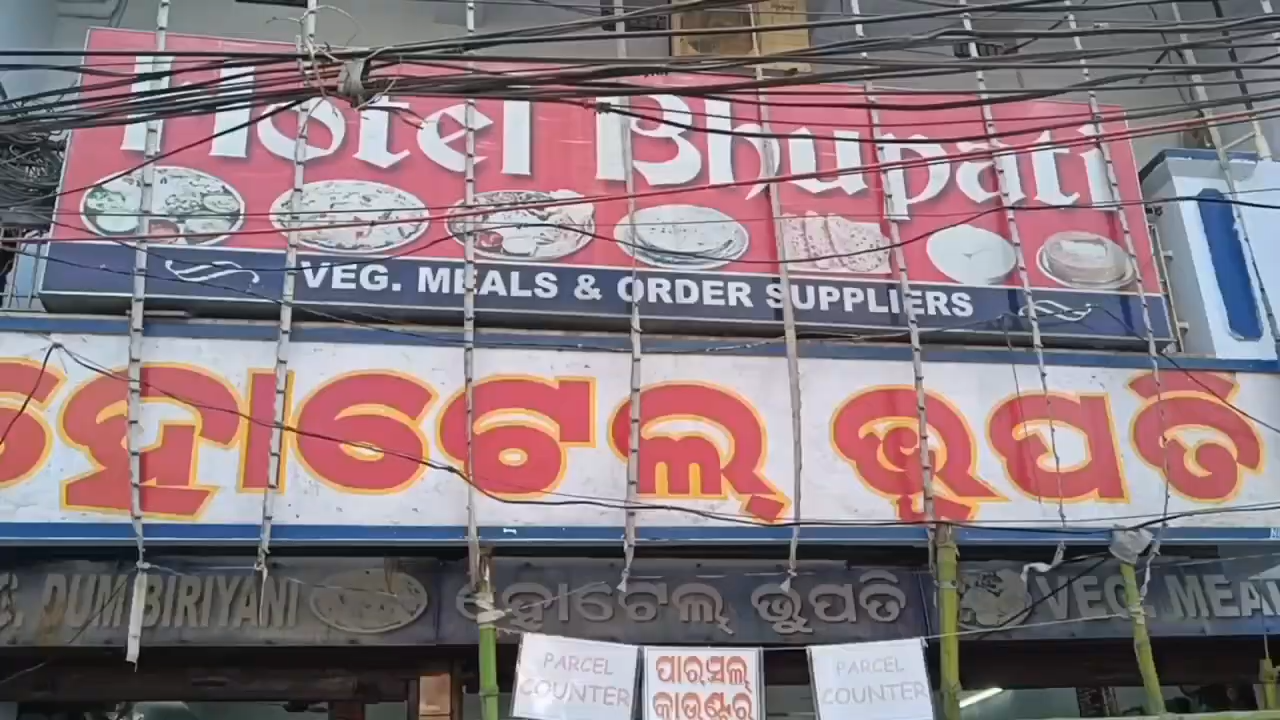 Hotel Bhupati
VEG. MEALS & ORDER SUPPLIERS
ହୋଟେଲ୍ ଭୂପତି
DUM BIRIYANI
ହୋଟେଲ୍ ଭୂପତି
VEG. MEA
PARCEL
COUNTER
ପାର୍ସଲ୍
କାଉଣ୍ଟର
PARCEL
COUNTER